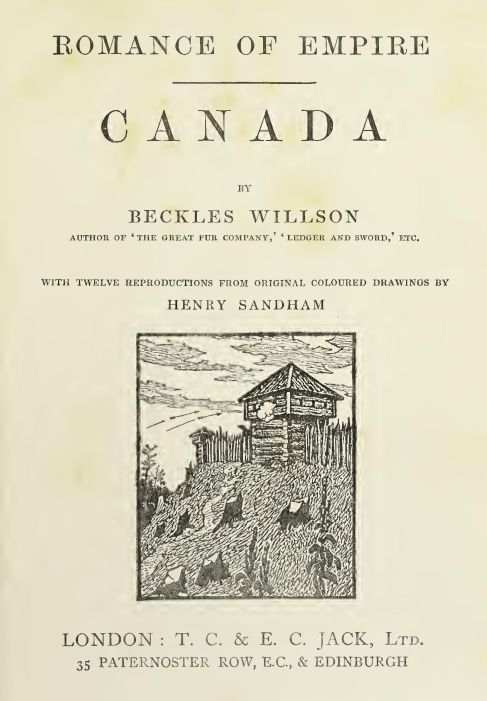 ROMANCE OF EMPIRE
CANADA
BY
BECKLES WILLSON
AUTHOR OF ‘THE GREAT FUR COMPANY,’ ‘LEDGER AND SWORD,’ ETC.
WITH TWELVE REPRODUCTIONS FROM ORIGINAL COLOURED DRAWINGS BY
HENRY SANDHAM
LONDON: T. C. & E. C. JACK, LTD.
35 PATERNOSTER ROW, E.C., & EDINBURGH